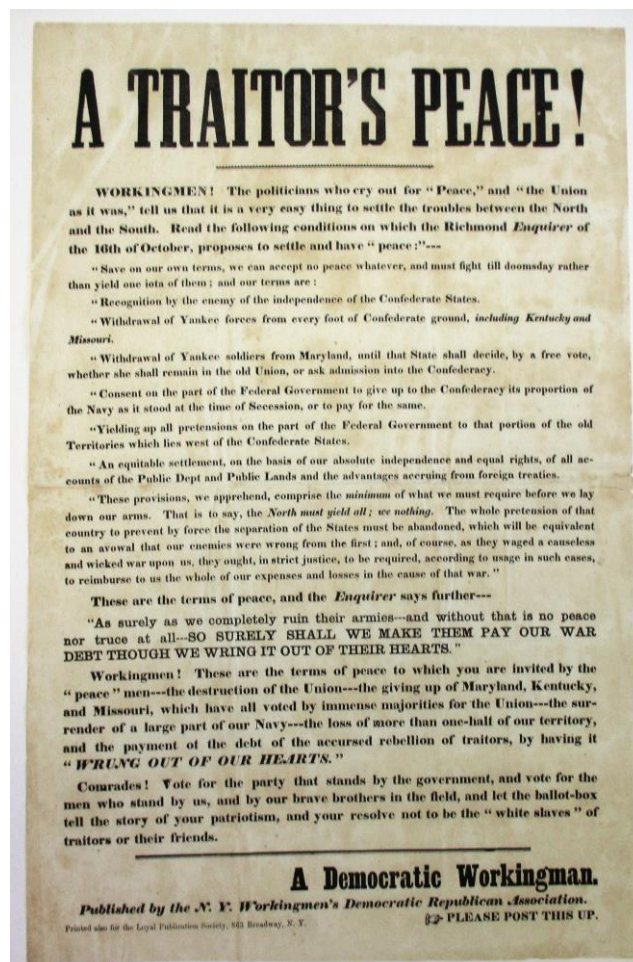 A TRAITOR'S PEACE!
WORKINGMEN! The politicians who cry out for "Peace," and "the Union
as it was," tell us that it is a very easy thing to settle the troubles between the North
and the South. Read the following conditions on which the Richmond Enquirer of
the 16th of October, proposes to settle and have "peace:"---
"Save on our own terms, we can accept no peace whatever, and must fight till doomsday rather
than yield one iota of them; and our terms are:
"Recognition by the enemy of the independence of the Confederate States.
"Withdrawal of Yankee forces from every foot of Confederate ground, including Kentucky and
Missouri.
"Withdrawal of Yankee soldiers from Maryland, until that State shall decide, by a free vote,
whether she shall remain in the old Union, or ask admission into the Confederacy.
"Consent on the part of the Federal Government to give up to the Confederacy its proportion of
the Navy as it stood at the time of Secession, or to pay for the same.
"Yielding up all pretensions on the part of the Federal Government to that portion of the old
Territories which lies west of the Confederate States.
"An equitable settlement, on the basis of our absolute independence and equal rights, of all ac-
counts of the Public Dept and Public Lands and the advantages accruing from foreign treaties.
"These provisions, we apprehend, comprise the minimum of what we must require before we lay
down our arms. That is to say, the North must yield all; we nothing. The whole pretension of that
country to prevent by force the separation of the States must be abandoned, which will be equivalent
to an avowal that our enemies were wrong from the first; and, of course, as they waged a causeless
and wicked war upon us, they ought, in strict justice, to be required, according to usage in such cases,
to reimburse to us the whole of our expenses and losses in the cause of that war."
These are the terms of peace, and the Enquirer says further---
"As surely as we completely ruin their armies---and without that is no peace
nor truce at all---SO SURELY SHALL WE MAKE THEM PAY OUR WAR
DEBT THOUGH WE WRING IT OUT OF THEIR HEARTS."
Workingmen! These are the terms of peace to which you are invited by the
"peace" men---the destruction of the Union---the giving up of Maryland, Kentucky,
and Missouri, which have all voted by immense majorities for the Union---the sur-
render of a large part of our Navy---the loss of more than one-half of our territory,
and the payment of the debt of the accursed rebellion of traitors, by having it
"WRUNG OUT OF OUR HEARTS."
Comrades! Vote for the party that stands by the government, and vote for the
men who stand by us, and by our brave brothers in the field, and let the ballot-box
tell the story of your patriotism, and your resolve not to be the "white slaves" of
traitors or their friends.
A Democratic Workingman.
Published by the N. Y. Workingmen's Democratic Republican Association.
Printed also for the Loyal Publication Society, 863 Broadway, N. Y.
☞ PLEASE POST THIS UP.